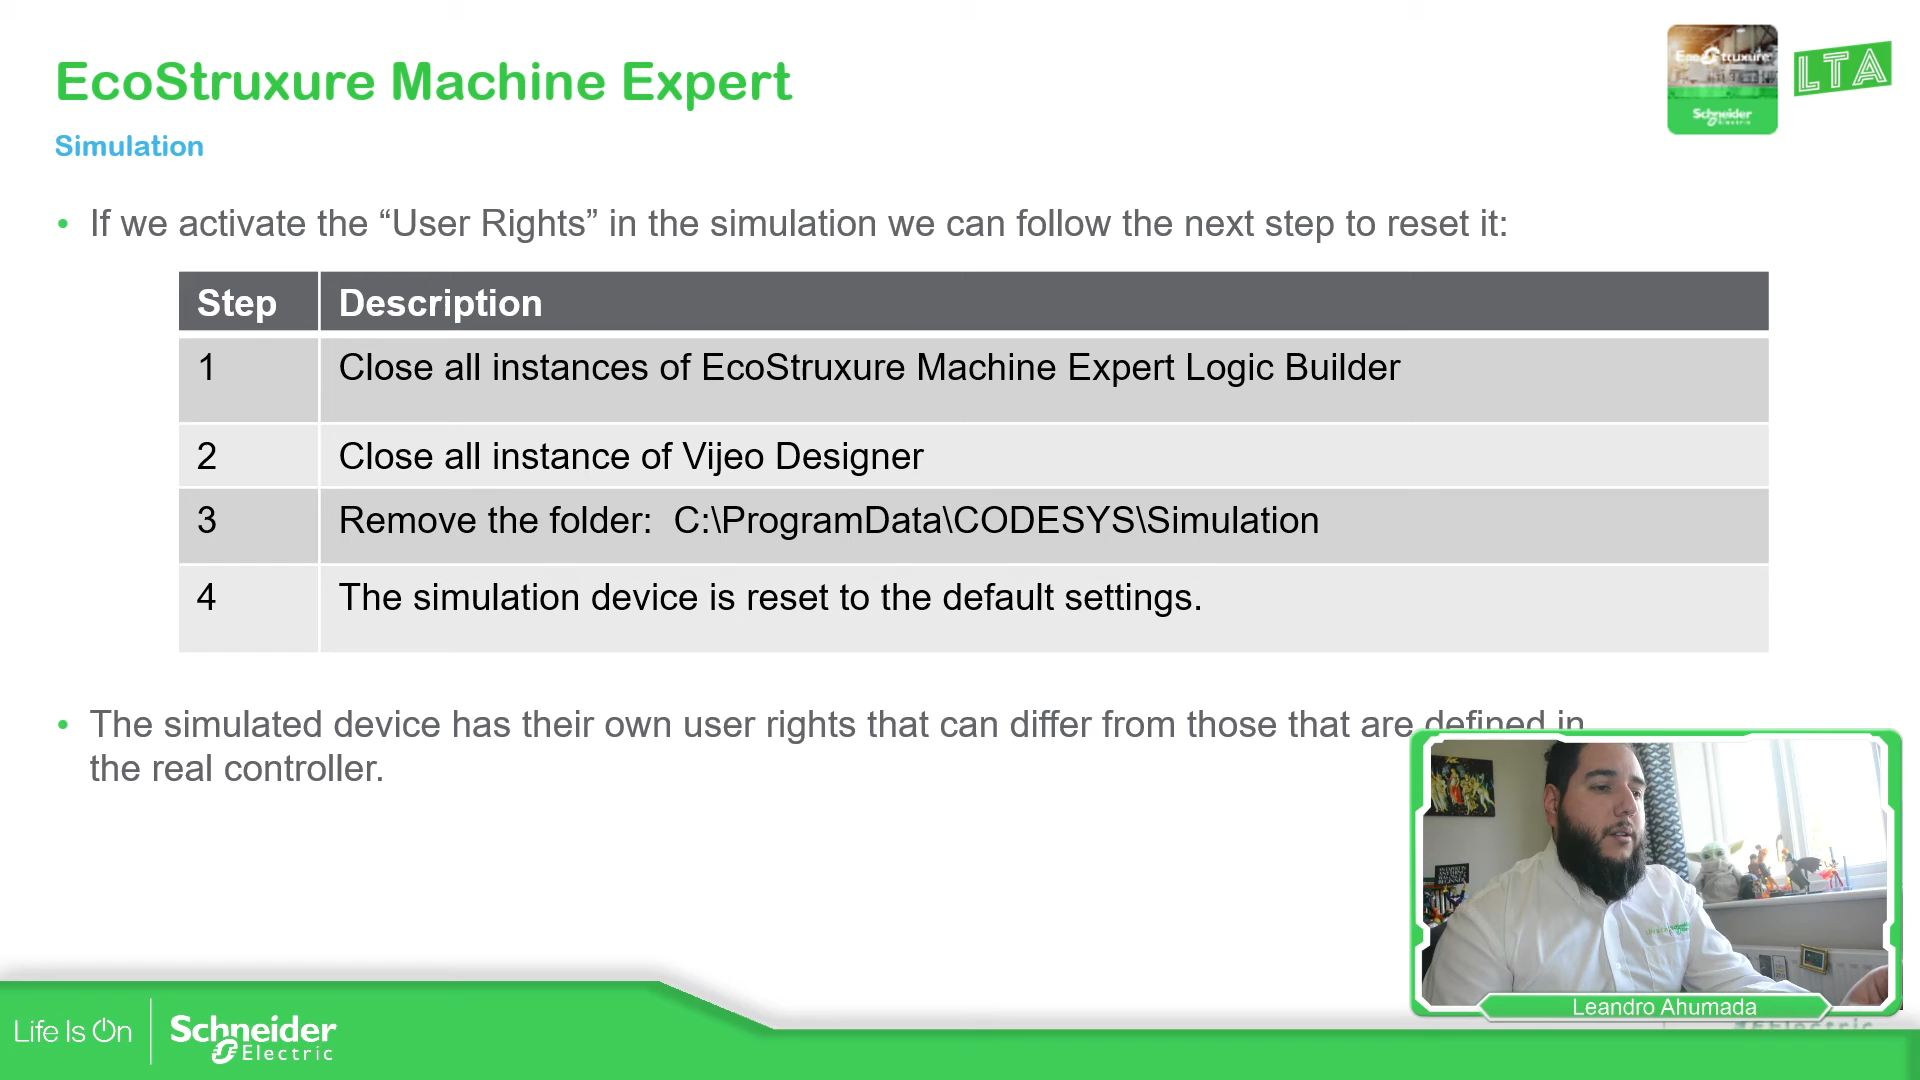 EcoStruxure Machine Expert
EcoStruxure
Schneider
Electric
LTA
Simulation
• If we activate the “User Rights” in the simulation we can follow the next step to reset it:
Step Description
1 Close all instances of EcoStruxure Machine Expert Logic Builder
2 Close all instance of Vijeo Designer
3 Remove the folder: C:\ProgramData\CODESYS\Simulation
4 The simulation device is reset to the default settings.
• The simulated device has their own user rights that can differ from those that are defined in
the real controller.
Leandro Ahumada
Life Is On
Schneider
Electric